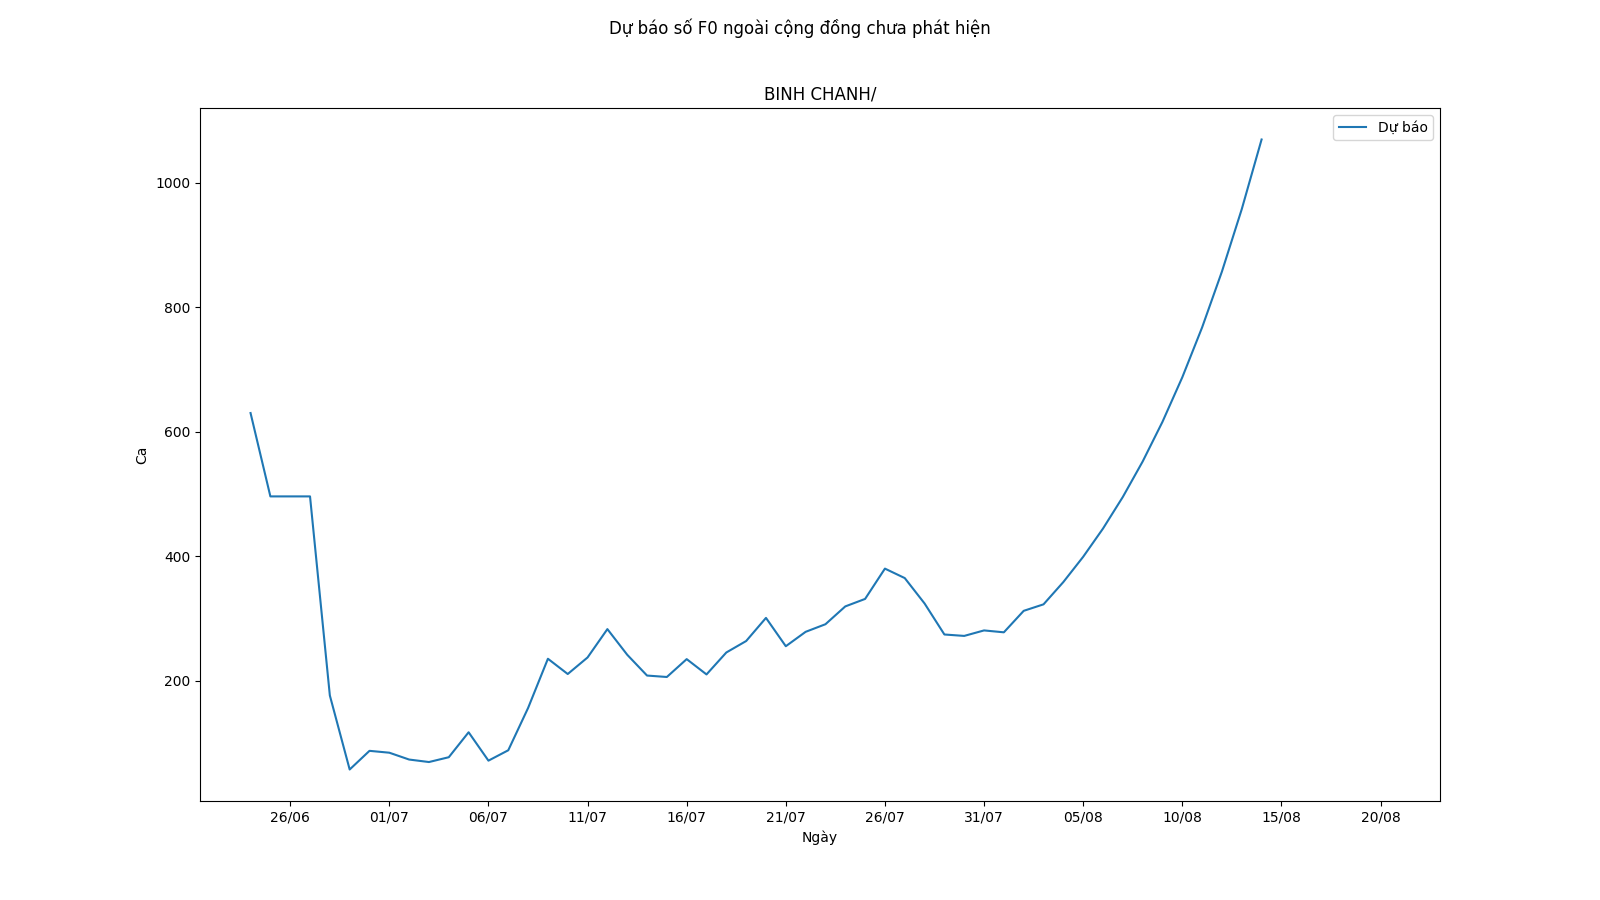 Dự báo số F0 ngoài cộng đồng chưa phát hiện
BINH CHANH/
Dự báo
1000
800
600
400
200
Ca
26/06 01/07 06/07 11/07 16/07 21/07 26/07 31/07 05/08 10/08 15/08 20/08
Ngày